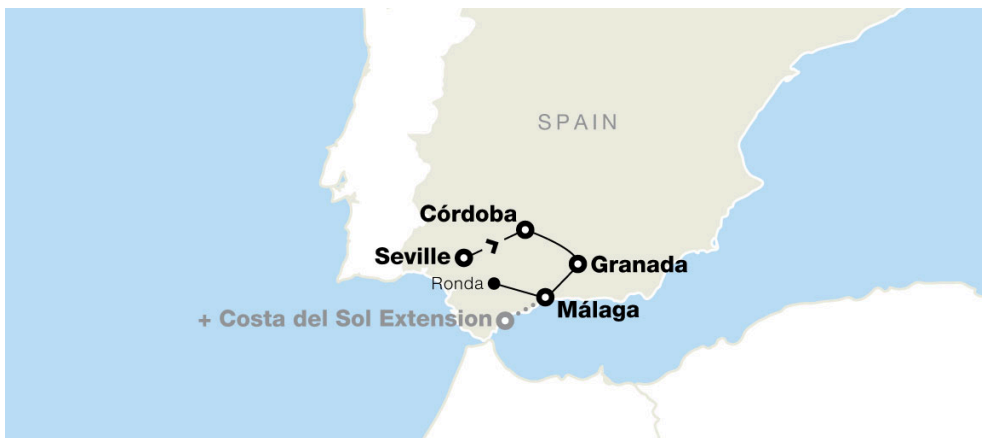 SPAIN
Córdoba
Seville
Granada
Ronda
Málaga
+ Costa del Sol Extension